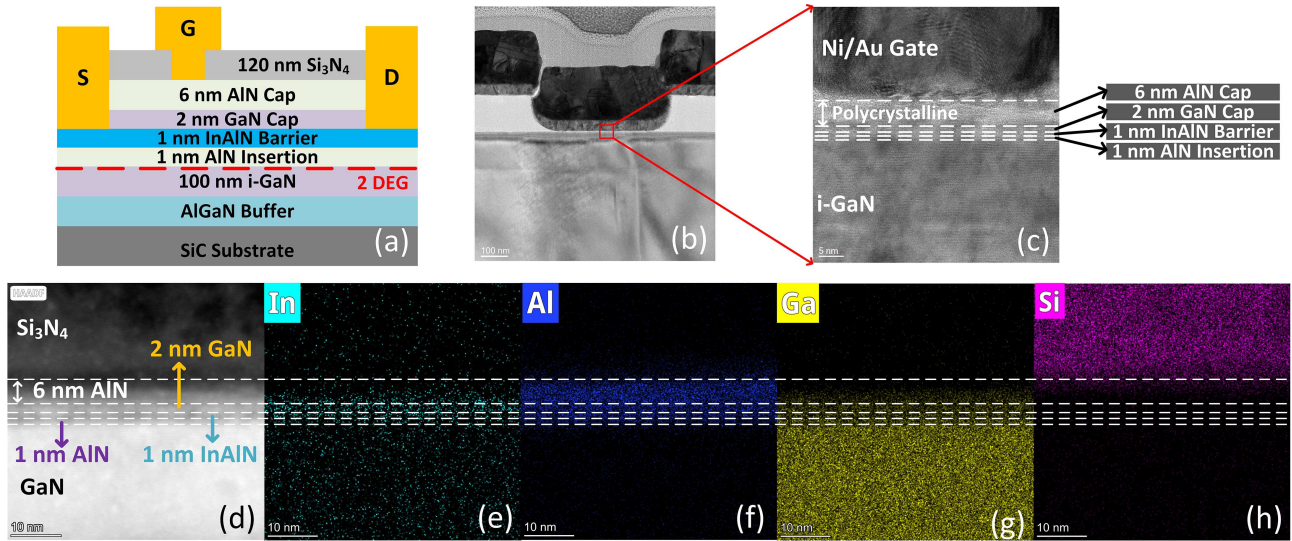 G
S
D
120 nm Si₃N₄
6 nm AlN Cap
2 nm GaN Cap
1 nm InAlN Barrier
1 nm AlN Insertion
100 nm i-GaN
2 DEG
AlGaN Buffer
SiC Substrate
(a)
100 nm
(b)
Ni/Au Gate
Polycrystalline
i-GaN
5 nm
(c)
6 nm AlN Cap
2 nm GaN Cap
1 nm InAlN Barrier
1 nm AlN Insertion
HAADF
Si₃N₄
2 nm GaN
6 nm AlN
1 nm AlN
1 nm InAlN
GaN
10 nm
(d)
In
10 nm
(e)
Al
10 nm
(f)
Ga
10 nm
(g)
Si
10 nm
(h)